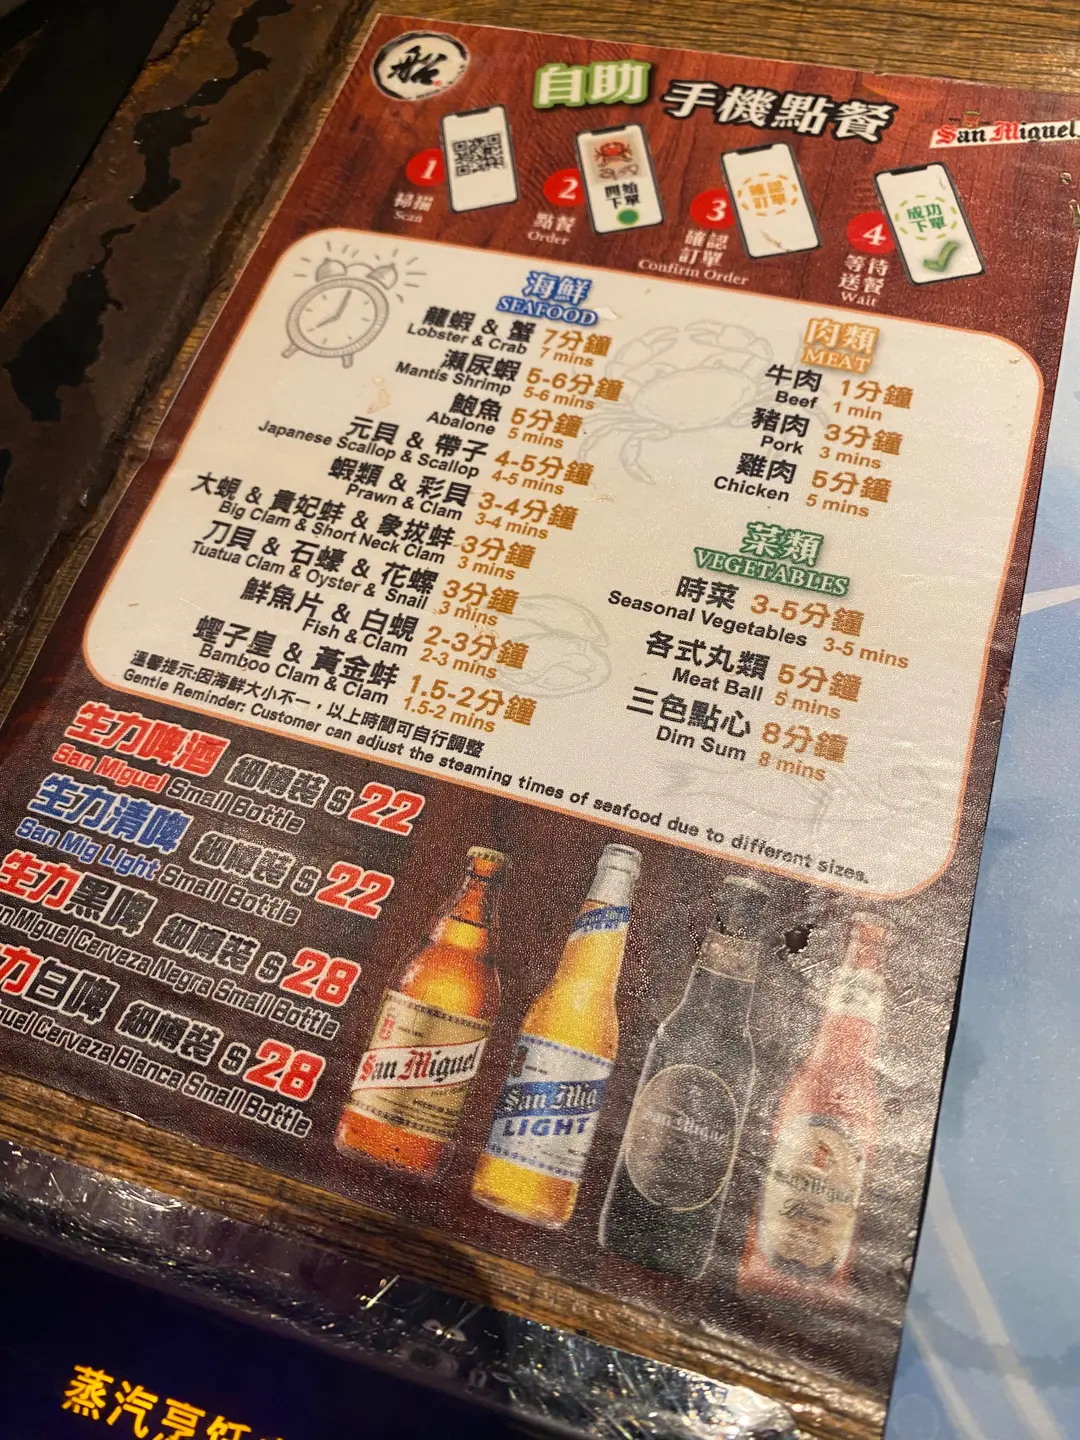 船
自助 手機點餐
San Miguel
1
掃描
Scan
2
點餐
Order
開始
下單
3
確認
訂單
Confirm Order
確認
訂單
4
等待
送餐
Wait
成功
下單
海鮮
SEAFOOD
龍蝦 & 蟹 7分鐘
Lobster & Crab 7 mins
瀨尿蝦 5-6分鐘
Mantis Shrimp 5-6 mins
鮑魚 5分鐘
Abalone 5 mins
元貝 & 帶子 4-5分鐘
Japanese Scallop & Scallop 4-5 mins
蝦類 & 彩貝 3-4分鐘
Prawn & Clam 3-4 mins
大蜆 & 貴妃蚌 & 象拔蚌 3分鐘
Big Clam & Short Neck Clam 3 mins
刀貝 & 石蠔 & 花螺 3分鐘
Tuatua Clam & Oyster & Snail 3 mins
鮮魚片 & 白蜆 2-3分鐘
Fish & Clam 2-3 mins
蟶子皇 & 黃金蚌 1.5-2分鐘
Bamboo Clam & Clam 1.5-2 mins
溫馨提示:因海鮮大小不一，以上時間可自行調整
Gentle Reminder: Customer can adjust the steaming times of seafood due to different sizes.
肉類
MEAT
牛肉 1分鐘
Beef 1 min
豬肉 3分鐘
Pork 3 mins
雞肉 5分鐘
Chicken 5 mins
菜類
VEGETABLES
時菜 3-5分鐘
Seasonal Vegetables 3-5 mins
各式丸類 5分鐘
Meat Ball 5 mins
三色點心 8分鐘
Dim Sum 8 mins
生力啤酒 細樽裝 $22
San Miguel Small Bottle
生力清啤 細樽裝 $22
San Mig Light Small Bottle
生力黑啤 細樽裝 $28
an Miguel Cerveza Negra Small Bottle
力白啤 細樽裝 $28
guel Cerveza Blanca Small Bottle
San Miguel
LIGHT
San Mig
LIGHT
San Miguel
San Miguel
蒸汽烹飪